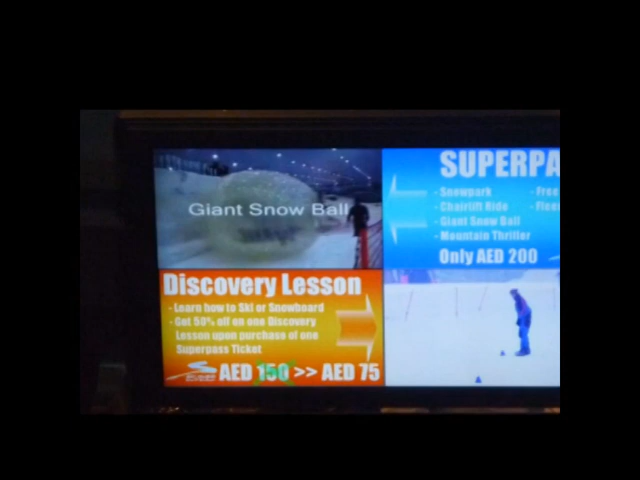 Giant Snow Ball
SUPERPA
- Snowpark - Free
- Chairlift Ride - Flee
- Giant Snow Ball
- Mountain Thriller
Only AED 200
Discovery Lesson
- Learn how to Ski or Snowboard
- Get 50% off on one Discovery
Lesson upon purchase of one
Superpass Ticket
AED 150 >> AED 75